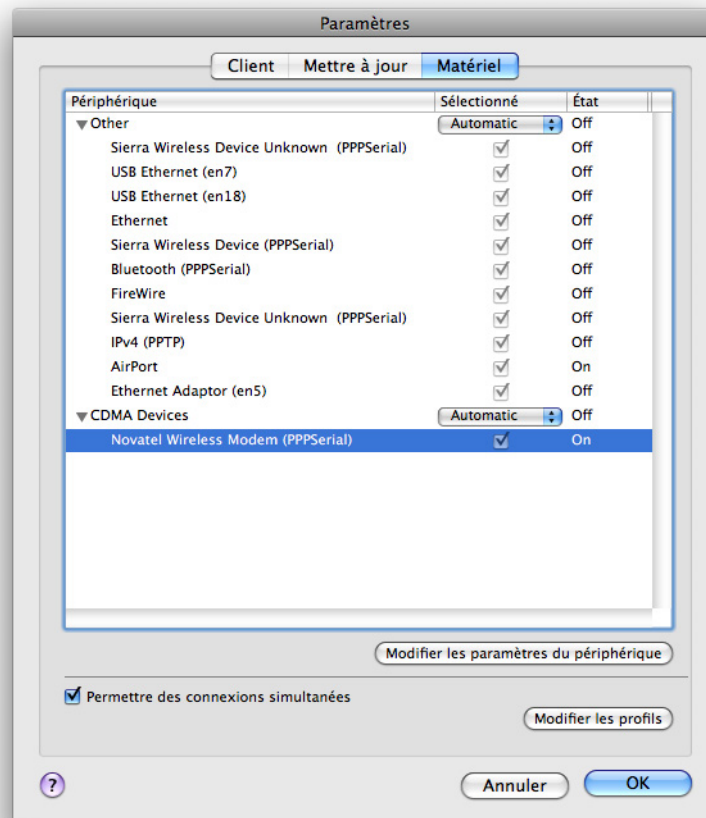 Paramètres
Client Mettre à jour Matériel
Périphérique Sélectionné État
Other Automatic Off
Sierra Wireless Device Unknown (PPPSerial) Off
USB Ethernet (en7) Off
USB Ethernet (en18) Off
Ethernet Off
Sierra Wireless Device (PPPSerial) Off
Bluetooth (PPPSerial) Off
FireWire Off
Sierra Wireless Device Unknown (PPPSerial) Off
IPv4 (PPTP) Off
AirPort On
Ethernet Adaptor (en5) Off
CDMA Devices Automatic Off
Novatel Wireless Modem (PPPSerial) On
Modifier les paramètres du périphérique
Permettre des connexions simultanées
Modifier les profils
? Annuler OK